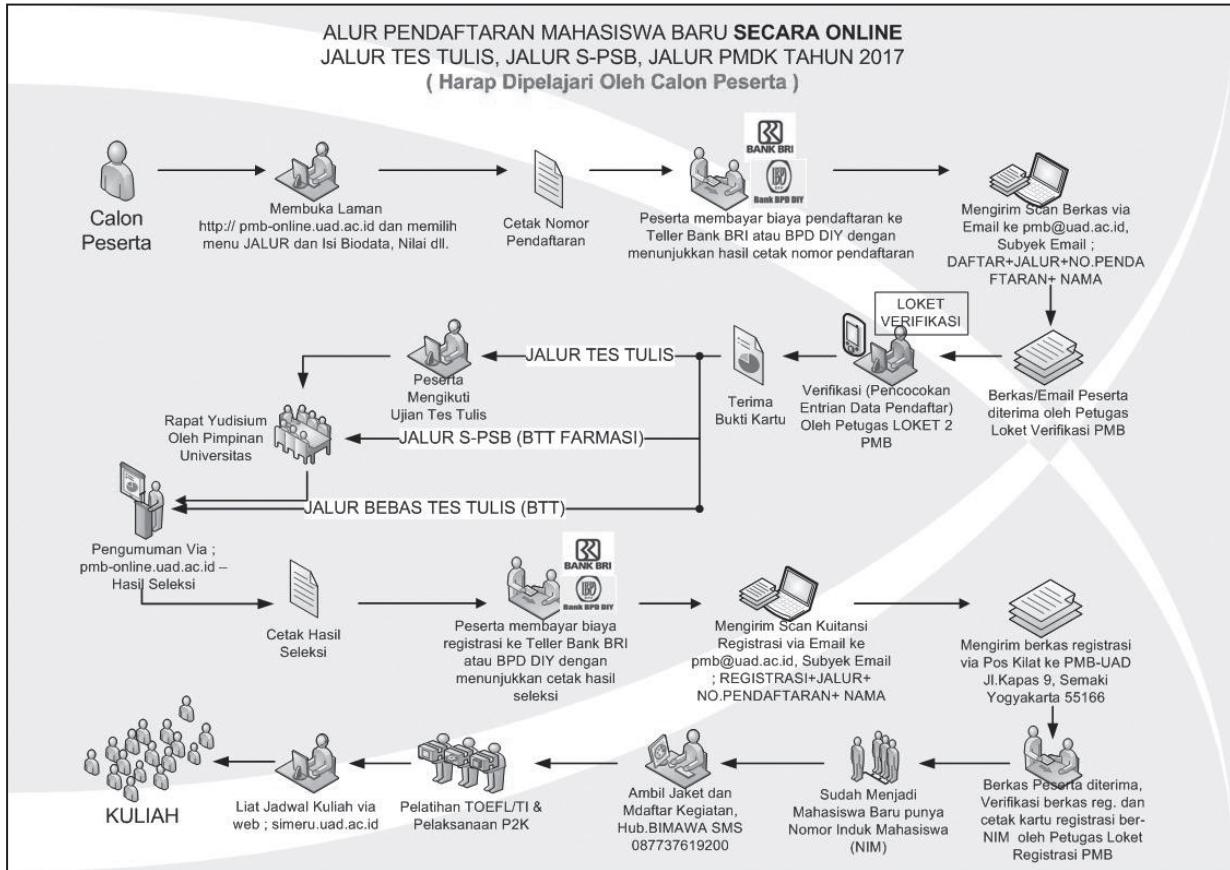 ALUR PENDAFTARAN MAHASISWA BARU SECARA ONLINE
JALUR TES TULIS, JALUR S-PSB, JALUR PMDK TAHUN 2017
( Harap Dipelajari Oleh Calon Peserta )
Calon
Peserta
Membuka Laman
http:// pmb-online.uad.ac.id dan memilih
menu JALUR dan Isi Biodata, Nilai dll.
Cetak Nomor
Pendaftaran
BANK BRI
Bank BPD DIY
Peserta membayar biaya pendaftaran ke
Teller Bank BRI atau BPD DIY dengan
menunjukkan hasil cetak nomor pendaftaran
Mengirim Scan Berkas via
Email ke pmb@uad.ac.id,
Subyek Email ;
DAFTAR+JALUR+NO.PENDA
FTARAN+ NAMA
Berkas/Email Peserta
diterima oleh Petugas
Loket Verifikasi PMB
LOKET
VERIFIKASI
Verifikasi (Pencocokan
Entrian Data Pendaftar)
Oleh Petugas LOKET 2
PMB
Terima
Bukti Kartu
JALUR TES TULIS
Peserta
Mengikuti
Ujian Tes Tulis
JALUR S-PSB (BTT FARMASI)
Rapat Yudisium
Oleh Pimpinan
Universitas
JALUR BEBAS TES TULIS (BTT)
Pengumuman Via ;
pmb-online.uad.ac.id –
Hasil Seleksi
Cetak Hasil
Seleksi
BANK BRI
Bank BPD DIY
Peserta membayar biaya
registrasi ke Teller Bank BRI
atau BPD DIY dengan
menunjukkan cetak hasil
seleksi
Mengirim Scan Kuitansi
Registrasi via Email ke
pmb@uad.ac.id, Subyek Email
; REGISTRASI+JALUR+
NO.PENDAFTARAN+ NAMA
Mengirim berkas registrasi
via Pos Kilat ke PMB-UAD
Jl.Kapas 9, Semaki
Yogyakarta 55166
Berkas Peserta diterima,
Verifikasi berkas reg. dan
cetak kartu registrasi ber-
NIM oleh Petugas Loket
Registrasi PMB
Sudah Menjadi
Mahasiswa Baru punya
Nomor Induk Mahasiswa
(NIM)
Ambil Jaket dan
Mdaftar Kegiatan,
Hub.BIMAWA SMS
087737619200
Pelatihan TOEFL/TI &
Pelaksanaan P2K
Liat Jadwal Kuliah via
web ; simeru.uad.ac.id
KULIAH